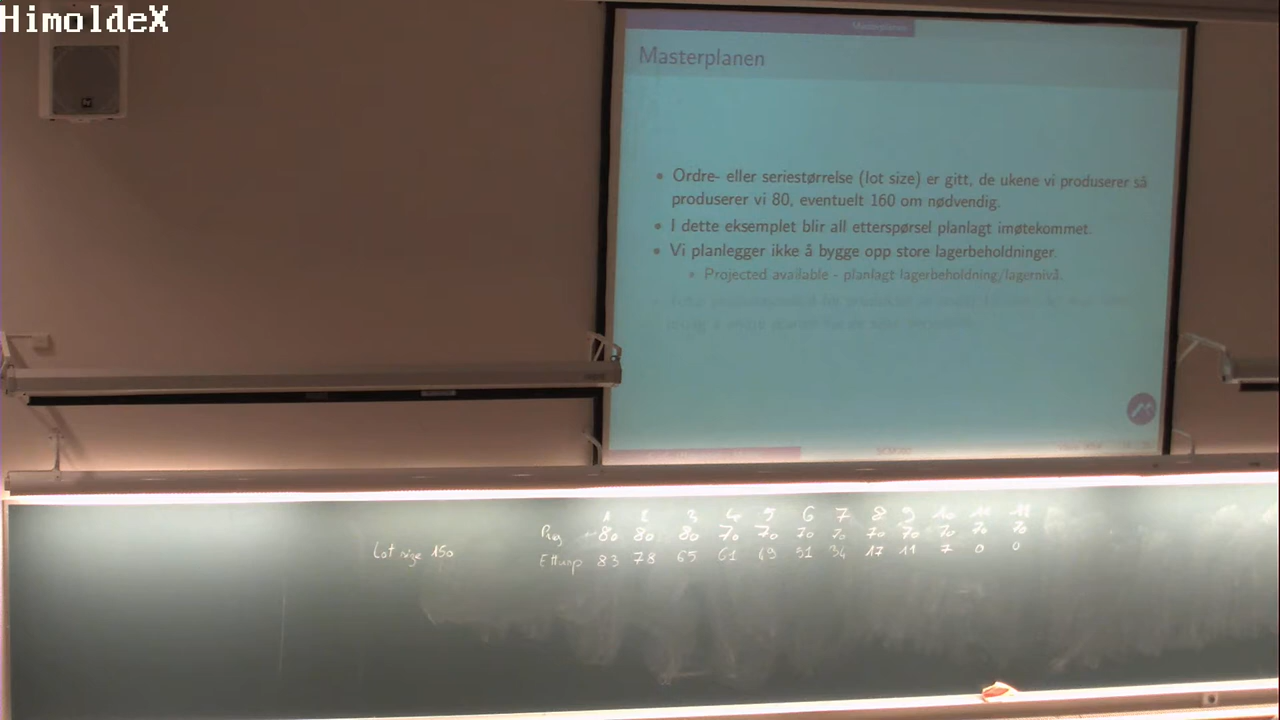 HimoldeX
Masterplanen
Masterplanen
• Ordre- eller seriestørrelse (lot size) er gitt, de ukene vi produserer så
produserer vi 80, eventuelt 160 om nødvendig.
• I dette eksemplet blir all etterspørsel planlagt imøtekommet.
• Vi planlegger ikke å bygge opp store lagerbeholdninger.
• Projected available - planlagt lagerbeholdning/lagernivå.
1 2 3 4 5 6 7 8 9 10 11 12
Prog 80 80 80 70 70 70 70 70 70 70 70 70
Lot size 150
Ettersp 83 78 65 61 49 51 34 17 11 7 0 0